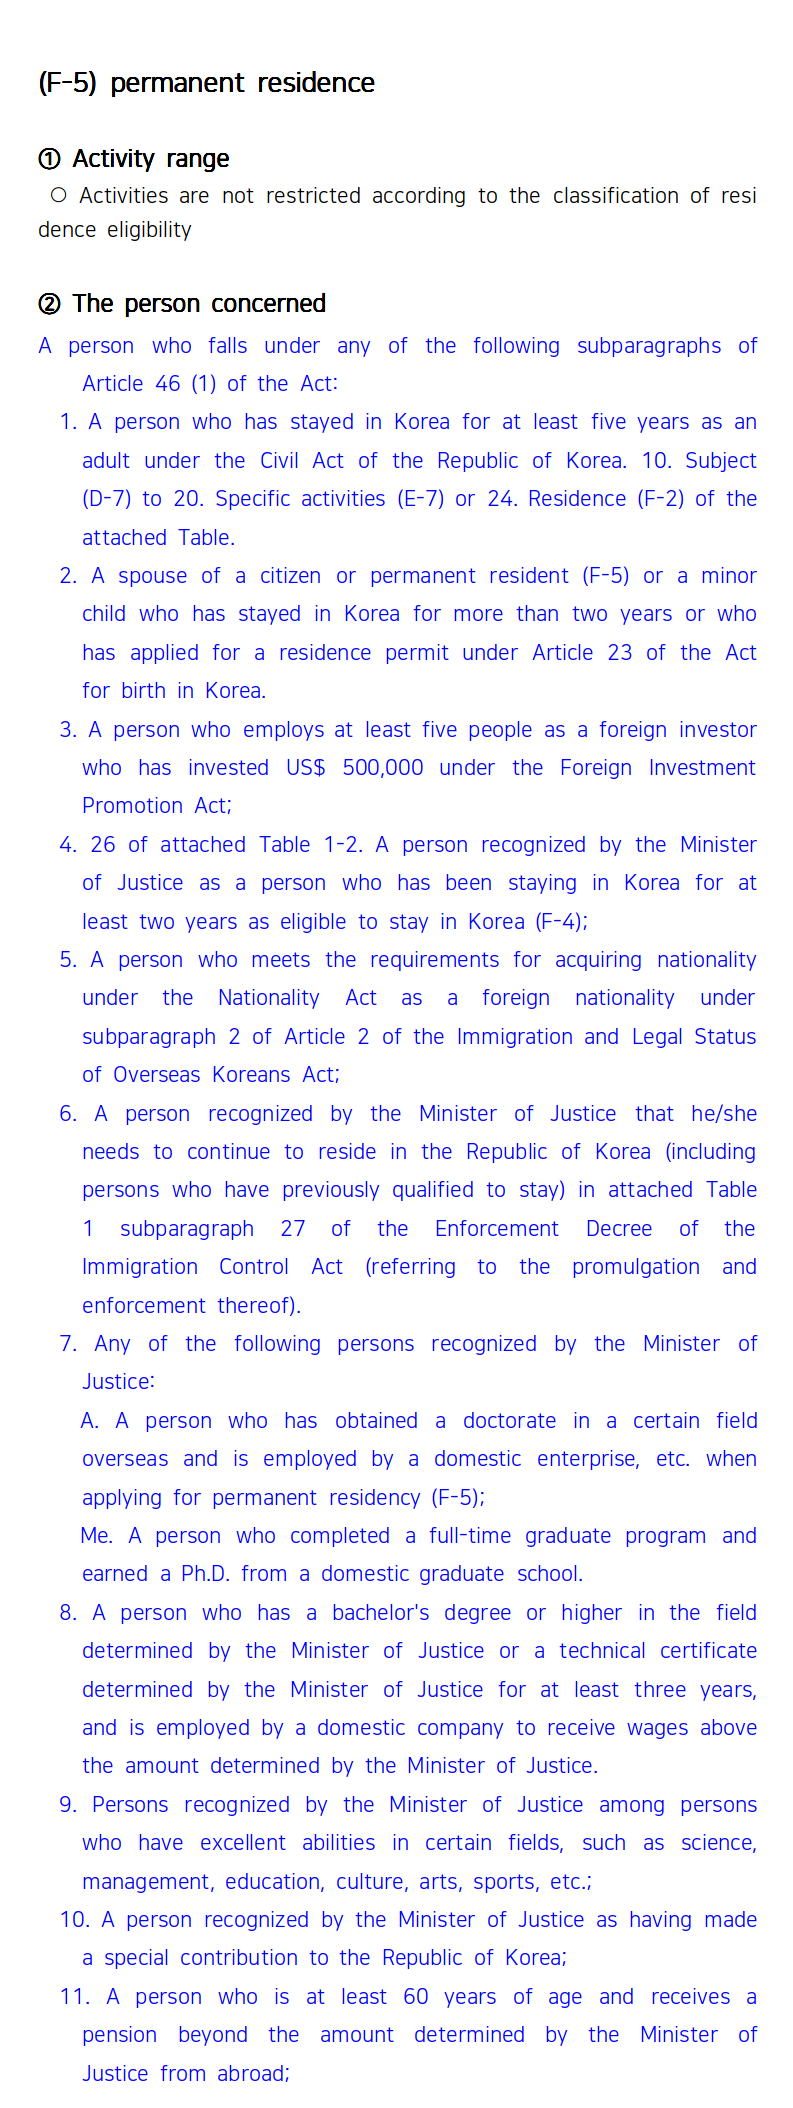 (F-5) permanent residence
① Activity range
○ Activities are not restricted according to the classification of resi
dence eligibility
② The person concerned
A person who falls under any of the following subparagraphs of
Article 46 (1) of the Act:
1. A person who has stayed in Korea for at least five years as an
adult under the Civil Act of the Republic of Korea. 10. Subject
(D-7) to 20. Specific activities (E-7) or 24. Residence (F-2) of the
attached Table.
2. A spouse of a citizen or permanent resident (F-5) or a minor
child who has stayed in Korea for more than two years or who
has applied for a residence permit under Article 23 of the Act
for birth in Korea.
3. A person who employs at least five people as a foreign investor
who has invested US$ 500,000 under the Foreign Investment
Promotion Act;
4. 26 of attached Table 1-2. A person recognized by the Minister
of Justice as a person who has been staying in Korea for at
least two years as eligible to stay in Korea (F-4);
5. A person who meets the requirements for acquiring nationality
under the Nationality Act as a foreign nationality under
subparagraph 2 of Article 2 of the Immigration and Legal Status
of Overseas Koreans Act;
6. A person recognized by the Minister of Justice that he/she
needs to continue to reside in the Republic of Korea (including
persons who have previously qualified to stay) in attached Table
1 subparagraph 27 of the Enforcement Decree of the
Immigration Control Act (referring to the promulgation and
enforcement thereof).
7. Any of the following persons recognized by the Minister of
Justice:
A. A person who has obtained a doctorate in a certain field
overseas and is employed by a domestic enterprise, etc. when
applying for permanent residency (F-5);
Me. A person who completed a full-time graduate program and
earned a Ph.D. from a domestic graduate school.
8. A person who has a bachelor's degree or higher in the field
determined by the Minister of Justice or a technical certificate
determined by the Minister of Justice for at least three years,
and is employed by a domestic company to receive wages above
the amount determined by the Minister of Justice.
9. Persons recognized by the Minister of Justice among persons
who have excellent abilities in certain fields, such as science,
management, education, culture, arts, sports, etc.;
10. A person recognized by the Minister of Justice as having made
a special contribution to the Republic of Korea;
11. A person who is at least 60 years of age and receives a
pension beyond the amount determined by the Minister of
Justice from abroad;